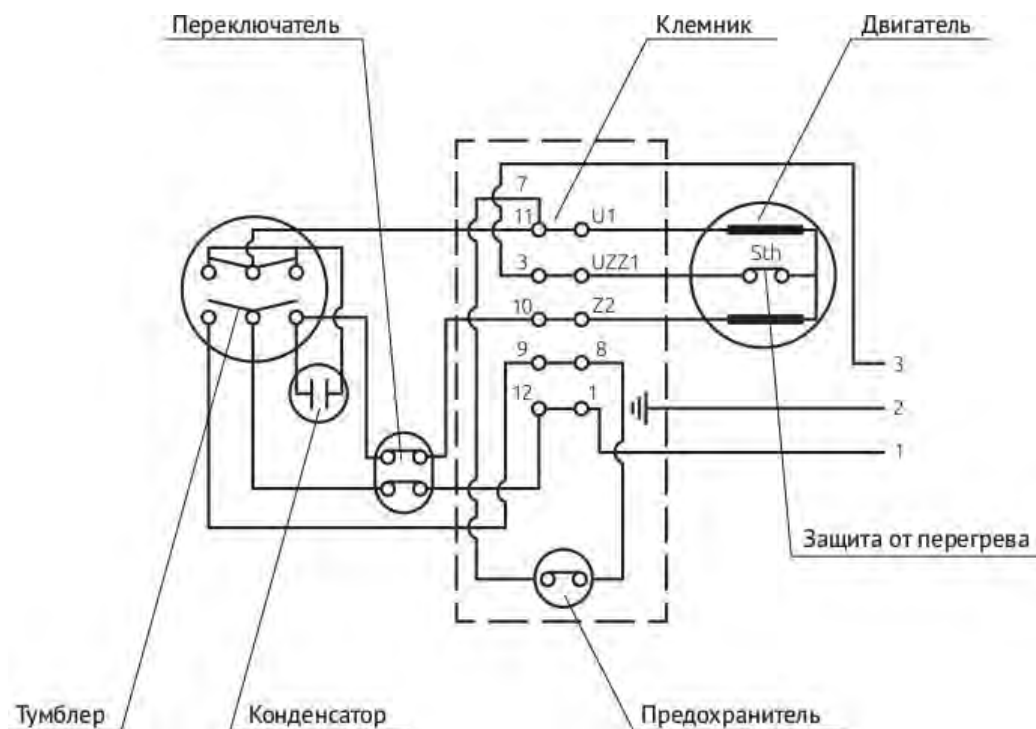 Переключатель
Клемник
Двигатель
7
11 U1
3 UZZ1
Sth
10 Z2
9 8
3
12 1
2
1
Защита от перегрева
Тумблер
Конденсатор
Предохранитель